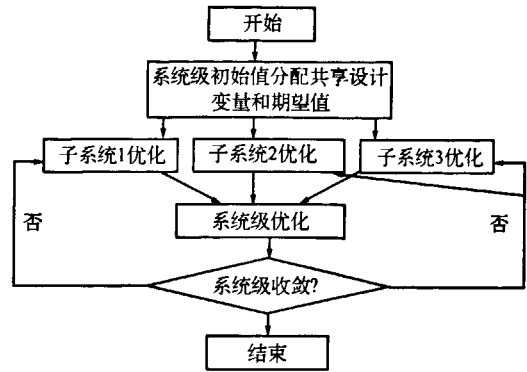 开始
系统级初始值分配共享设计
变量和期望值
子系统1优化
子系统2优化
子系统3优化
系统级优化
否
否
系统级收敛?
结束